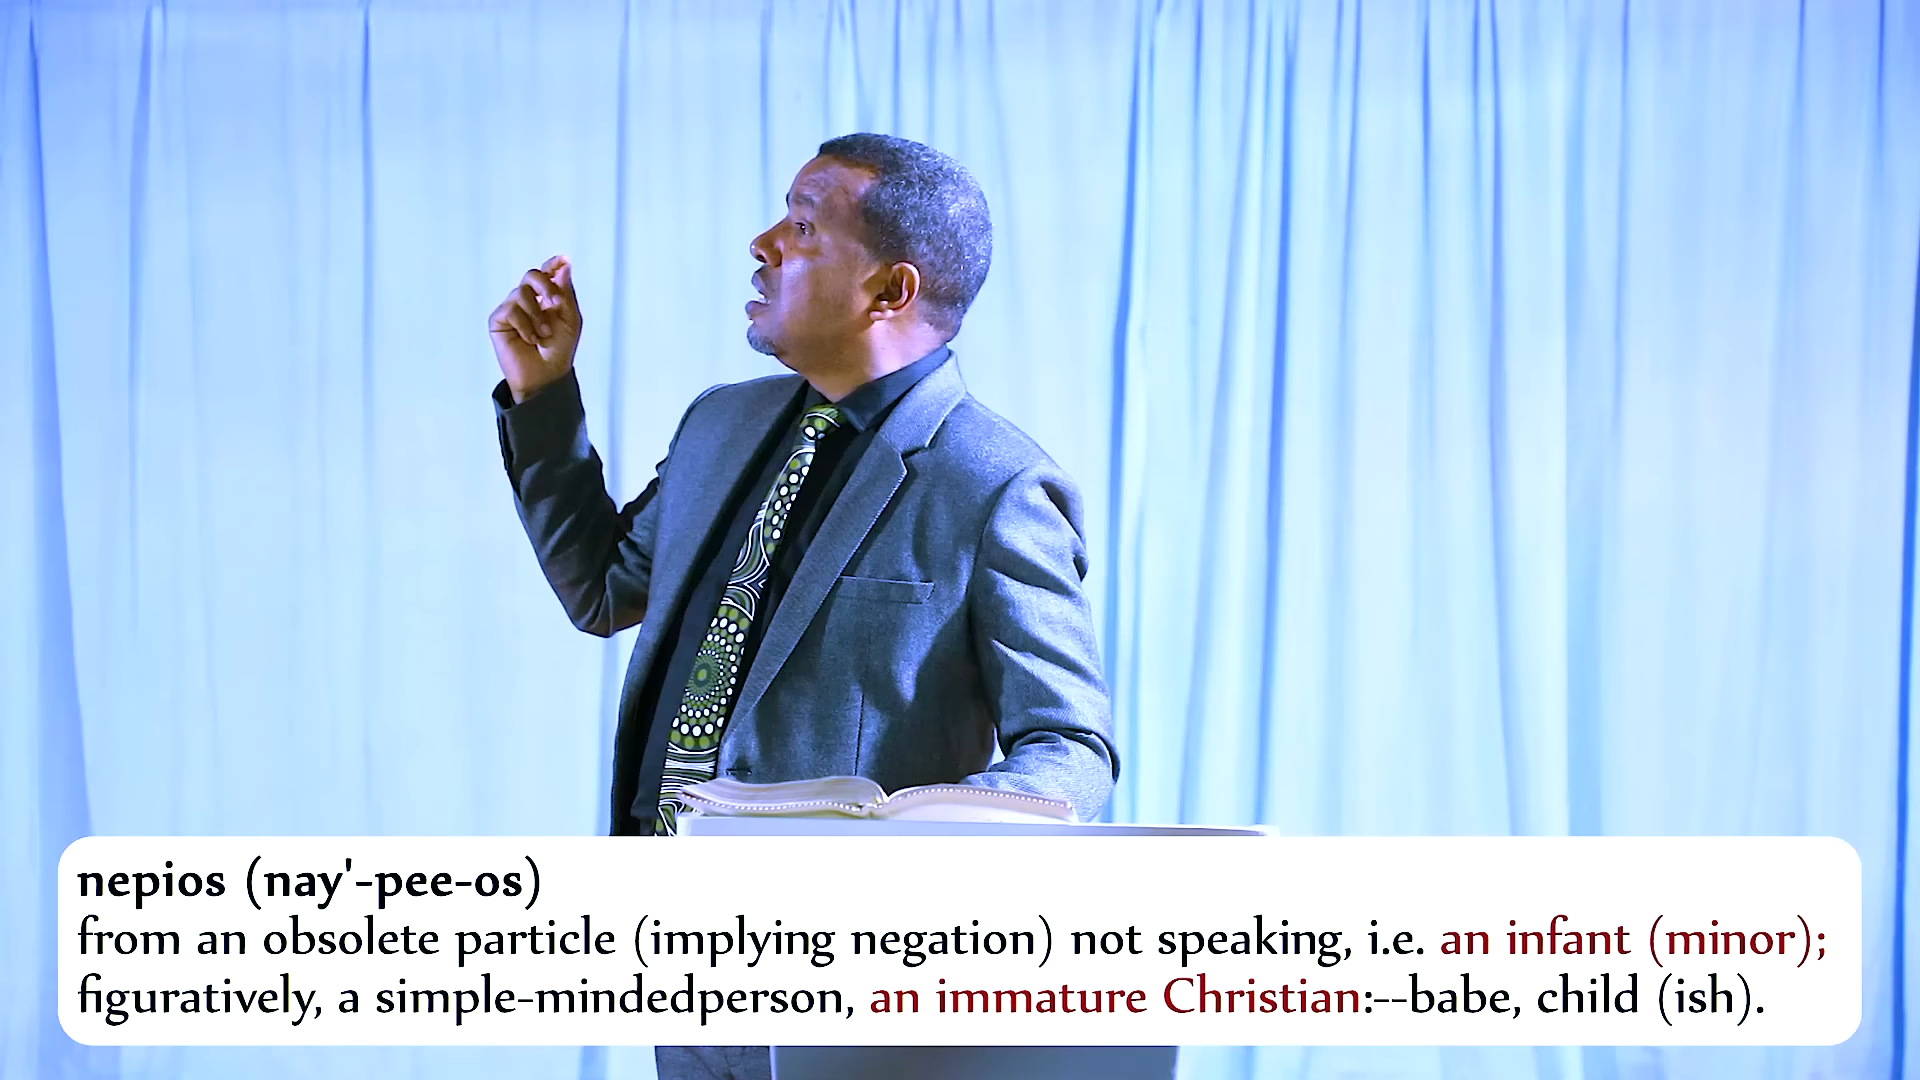 nepios (nay'-pee-os)
from an obsolete particle (implying negation) not speaking, i.e. an infant (minor);
figuratively, a simple-mindedperson, an immature Christian:--babe, child (ish).